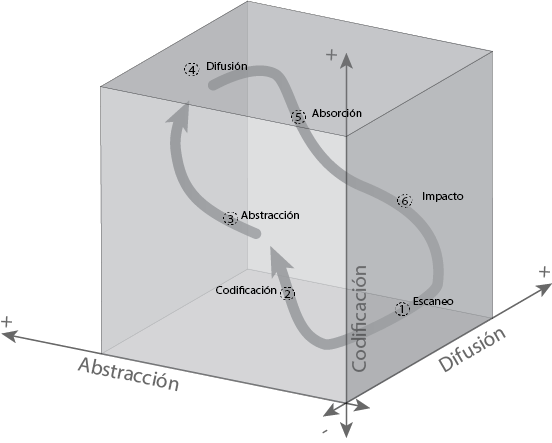 +
4 Difusión
5 Absorción
6 Impacto
3 Abstracción
Codificación 2
1 Escaneo
Codificación
+
+
Difusión
Abstracción
-
-